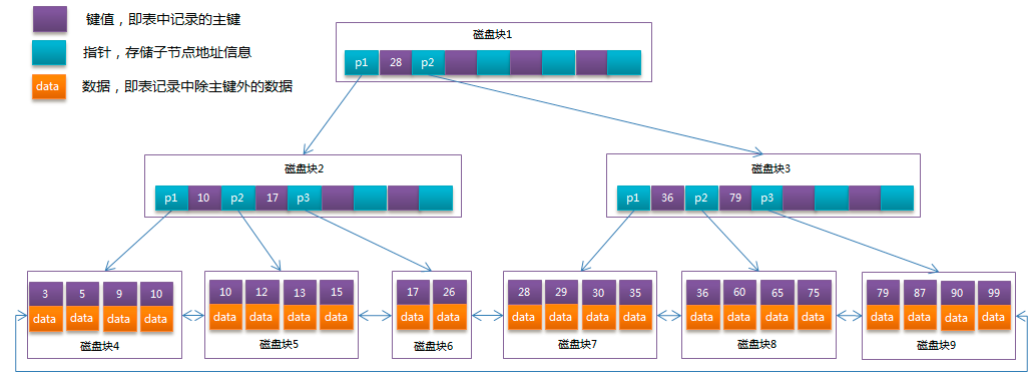 键值，即表中记录的主键
指针，存储子节点地址信息
data 数据，即表记录中除主键外的数据
磁盘块1
p1 28 p2
磁盘块2
p1 10 p2 17 p3
磁盘块3
p1 36 p2 79 p3
3 5 9 10
data data data data
磁盘块4
10 12 13 15
data data data data
磁盘块5
17 26
data data
磁盘块6
28 29 30 35
data data data data
磁盘块7
36 60 65 75
data data data data
磁盘块8
79 87 90 99
data data data data
磁盘块9